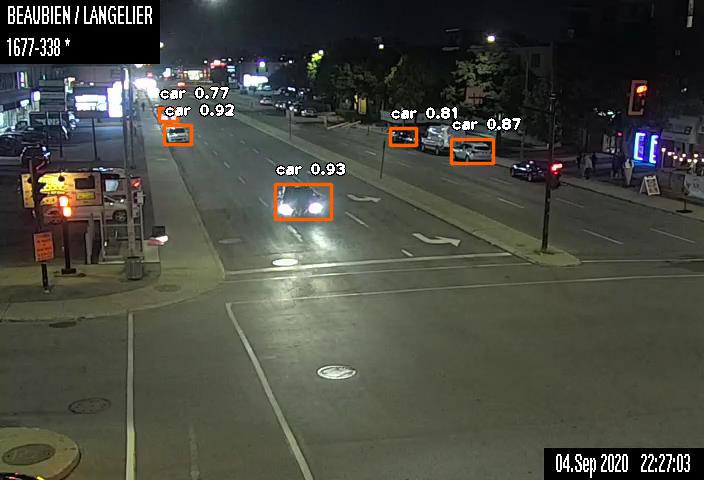 BEAUBIEN / LANGELIER
1677-338 *
car 0.77
car 0.92
car 0.81
car 0.87
car 0.93
04.Sep 2020 22:27:03